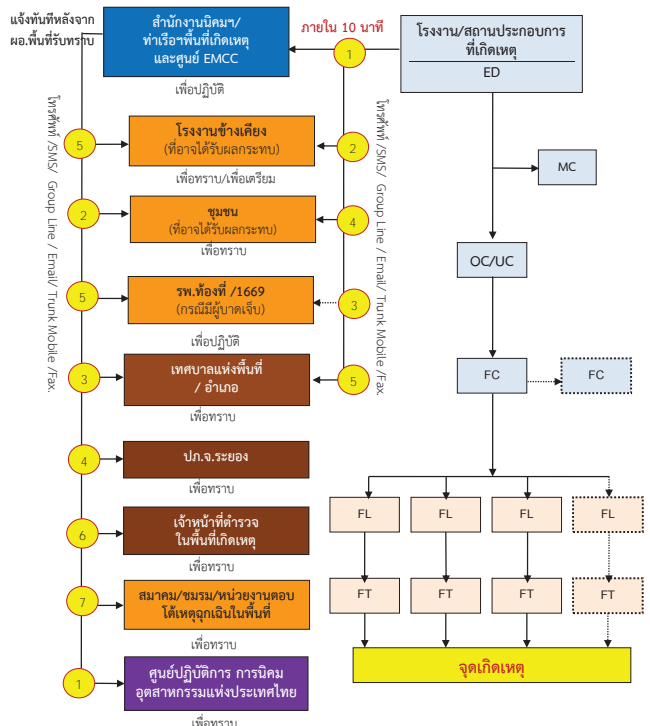 แจ้งทันทีหลังจาก
ผอ.พื้นที่รับทราบ
สำนักงานนิคมฯ/
ท่าเรือฯพื้นที่เกิดเหตุ
และศูนย์ EMCC
เพื่อปฏิบัติ
ภายใน 10 นาที
1
โรงงาน/สถานประกอบการ
ที่เกิดเหตุ
ED
โทรศัพท์ /SMS/ Group Line / Email/ Trunk Mobile /Fax.
5
โรงงานข้างเคียง
(ที่อาจได้รับผลกระทบ)
เพื่อทราบ/เพื่อเตรียม
2
โทรศัพท์ /SMS/ Group Line / Email/ Trunk Mobile /Fax.
MC
2
ชุมชน
(ที่อาจได้รับผลกระทบ)
เพื่อทราบ
4
OC/UC
5
รพ.ท้องที่ /1669
(กรณีมีผู้บาดเจ็บ)
เพื่อปฏิบัติ
3
3
เทศบาลแห่งพื้นที่
/ อำเภอ
เพื่อทราบ
5
FC
FC
4
ปภ.จ.ระยอง
เพื่อทราบ
6
เจ้าหน้าที่ตำรวจ
ในพื้นที่เกิดเหตุ
เพื่อทราบ
FL
FL
FL
FL
7
สมาคม/ชมรม/หน่วยงานตอบ
โต้เหตุฉุกเฉินในพื้นที่
เพื่อทราบ
FT
FT
FT
FT
1
ศูนย์ปฏิบัติการ การนิคม
อุตสาหกรรมแห่งประเทศไทย
เพื่อทราบ
จุดเกิดเหตุ